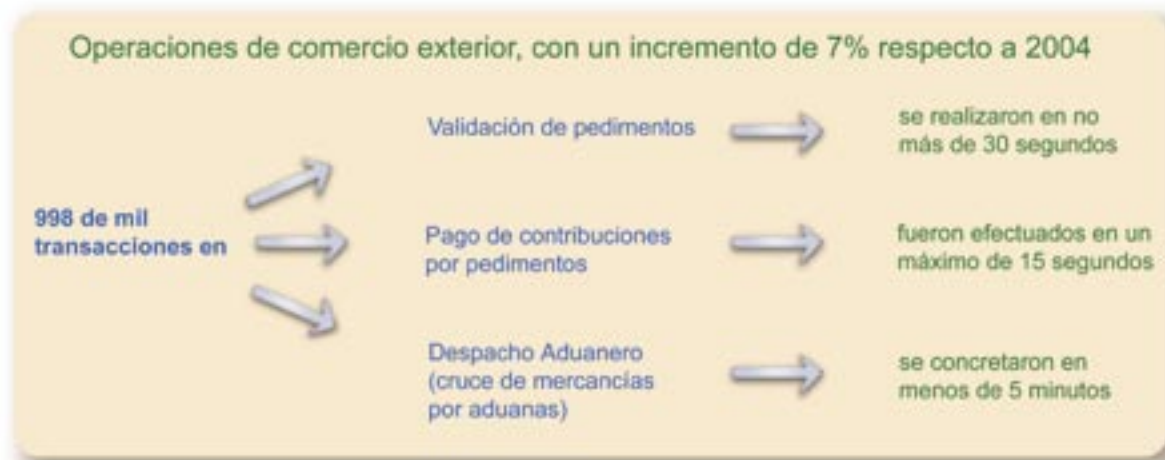 Operaciones de comercio exterior, con un incremento de 7% respecto a 2004
998 de mil
transacciones en
Validación de pedimentos
se realizaron en no
más de 30 segundos
Pago de contribuciones
por pedimentos
fueron efectuados en un
máximo de 15 segundos
Despacho Aduanero
(cruce de mercancías
por aduanas)
se concretaron en
menos de 5 minutos